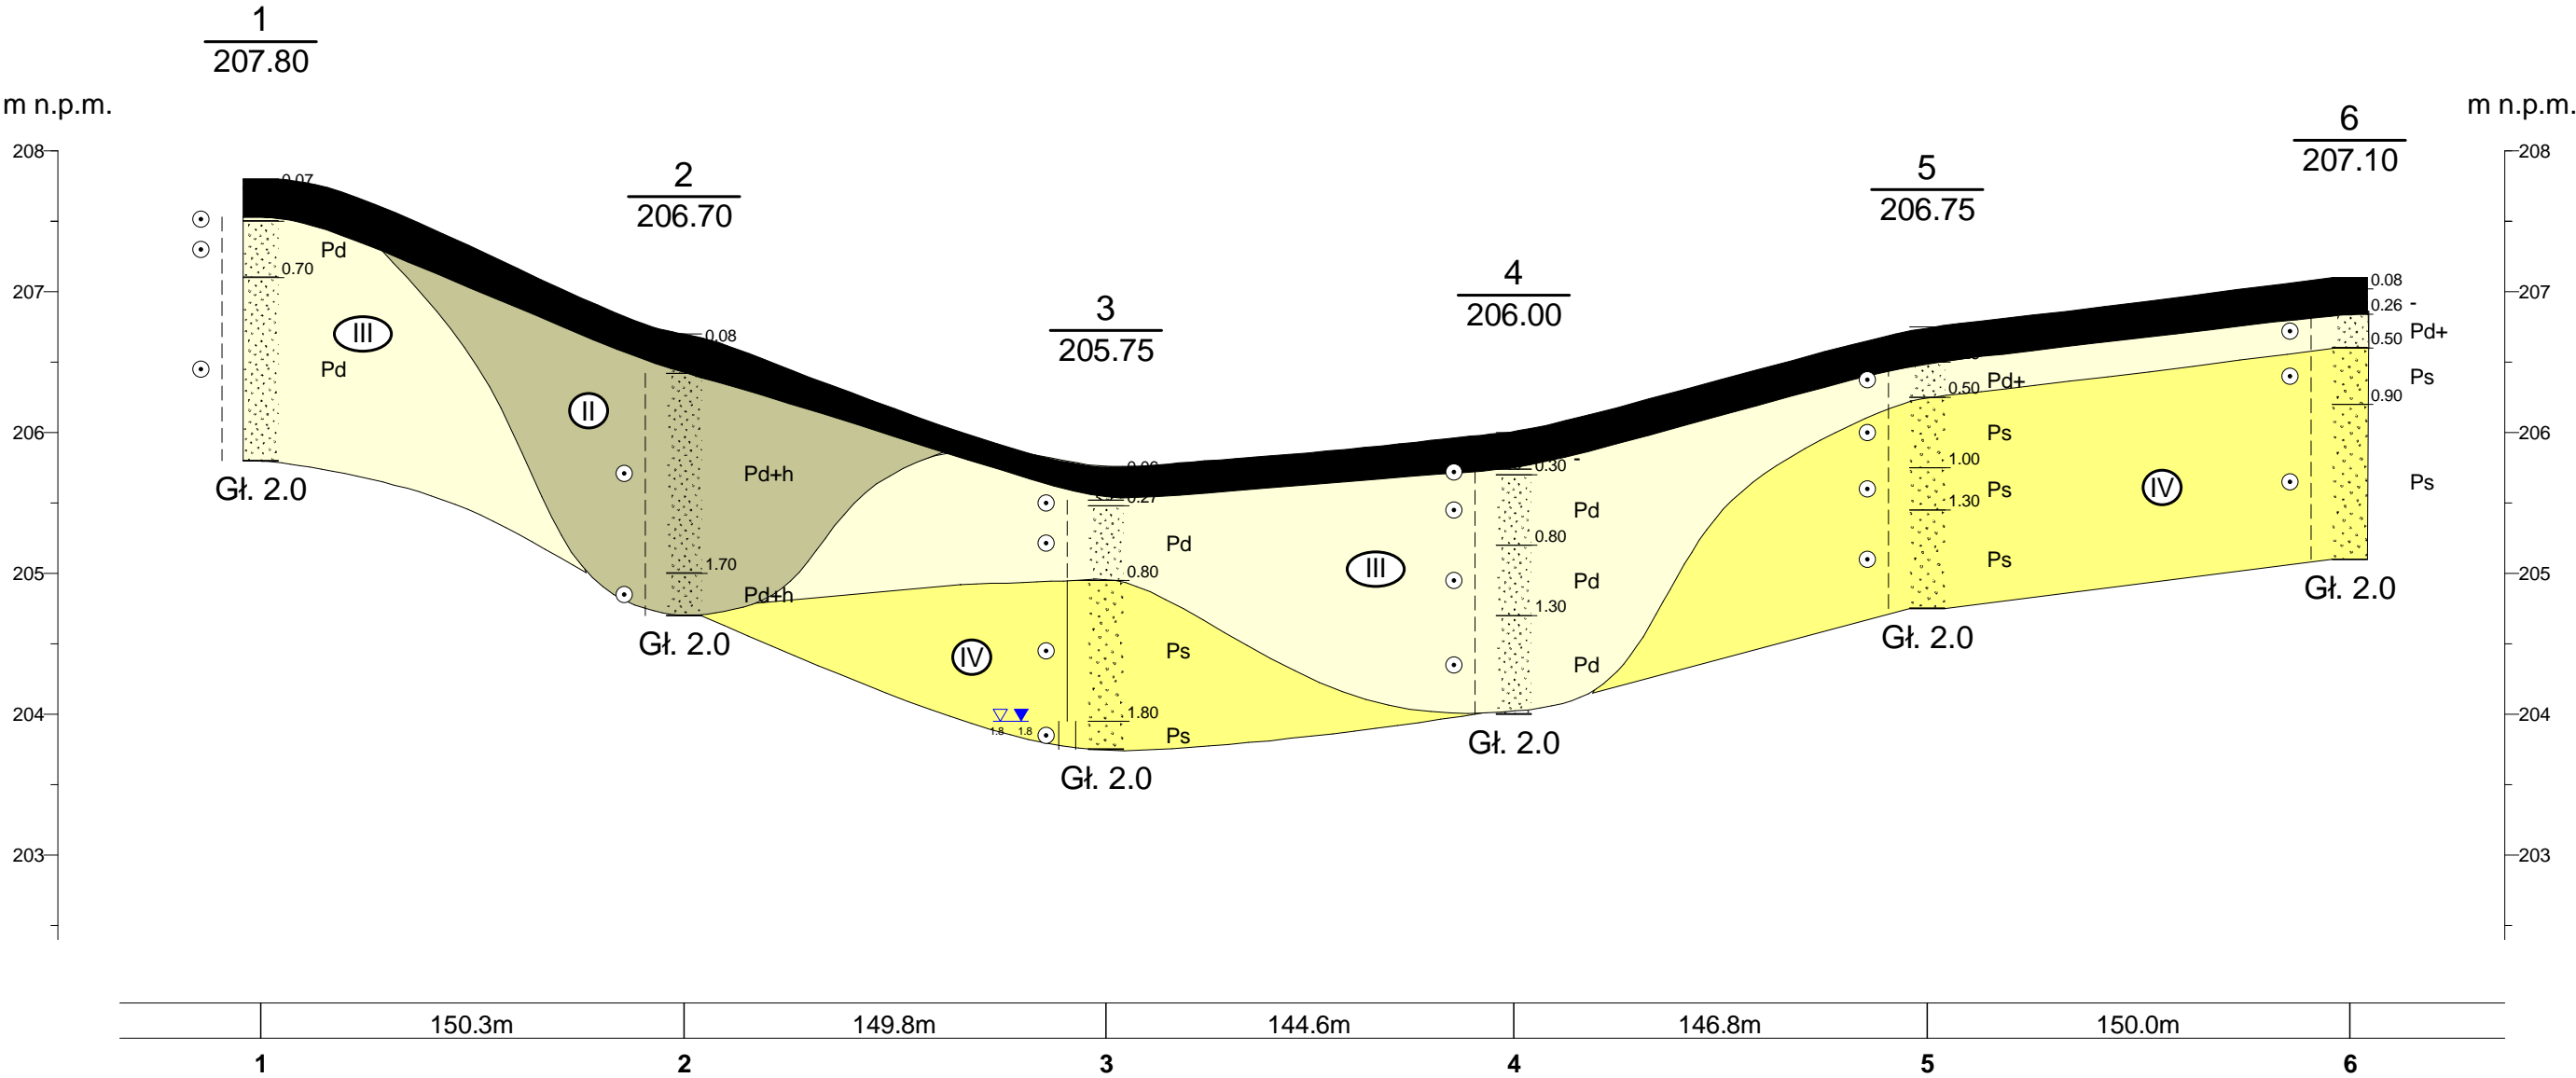 1
207.80
m n.p.m.
m n.p.m.
6
207.10
208
208
2
206.70
5
206.75
0.07
Pd
0.70
4
206.00
0.08
0.26 -
Pd+
0.50
207
207
3
205.75
0.08
III
Pd
II
Pd+
0.50
Ps
0.90
206
206
Ps
Gł. 2.0
Pd+h
0.30 -
1.00
Ps
IV
Ps
0.27
1.30
Pd
Pd
0.80
205
205
1.70
Pd+h
0.80
III
Pd
Ps
Gł. 2.0
1.30
Gł. 2.0
Gł. 2.0
IV
Ps
Pd
204
204
1.80
1.8 1.8
Ps
Gł. 2.0
Gł. 2.0
203
203
150.3m 149.8m 144.6m 146.8m 150.0m
1 2 3 4 5 6